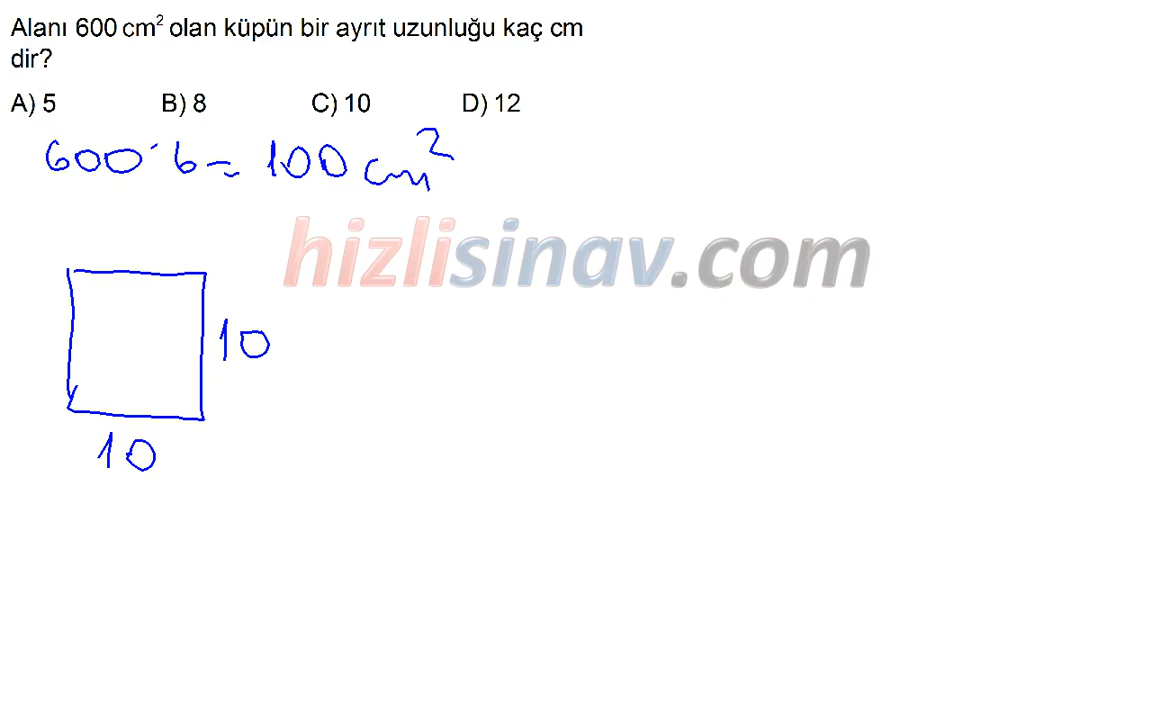 Alanı 600 cm² olan küpün bir ayrıt uzunluğu kaç cm
dir?
A) 5 B) 8 C) 10 D) 12
600:6=100 cm²
hizlisinav.com
10
10